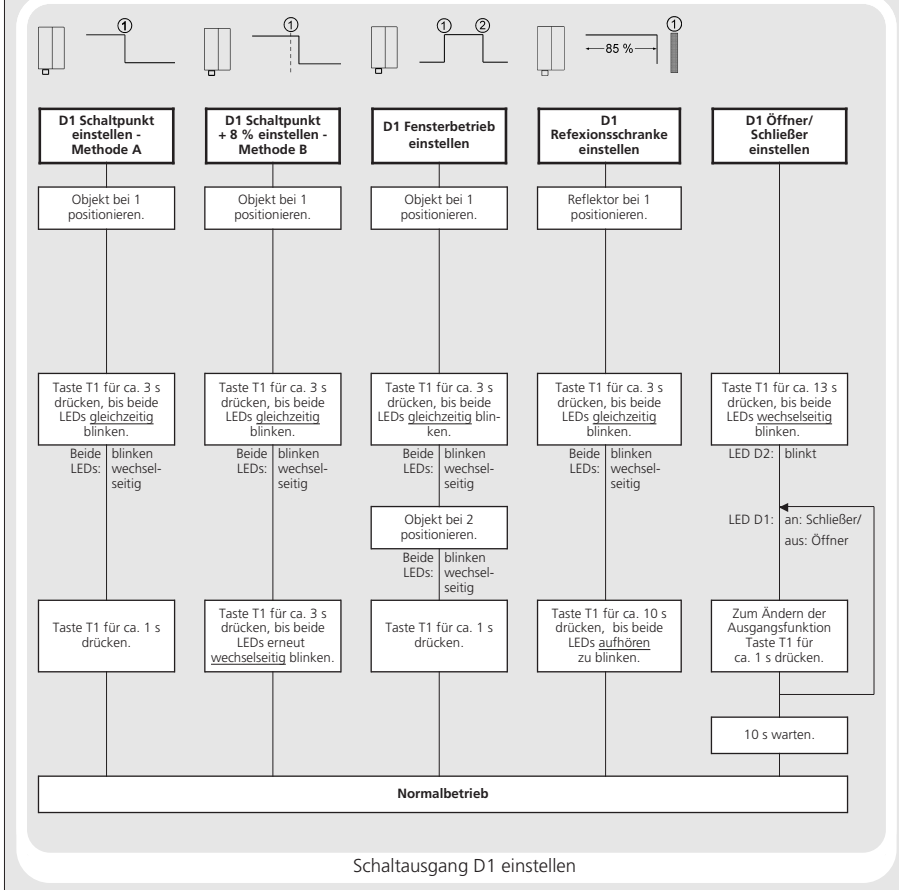 ①
①
① ②
85 %
①
D1 Schaltpunkt
einstellen -
Methode A
Objekt bei 1
positionieren.
Taste T1 für ca. 3 s
drücken, bis beide
LEDs gleichzeitig
blinken.
Beide blinken
LEDs: wechsel-
seitig
Taste T1 für ca. 1 s
drücken.
D1 Schaltpunkt
+ 8 % einstellen -
Methode B
Objekt bei 1
positionieren.
Taste T1 für ca. 3 s
drücken, bis beide
LEDs gleichzeitig
blinken.
Beide blinken
LEDs: wechsel-
seitig
Taste T1 für ca. 3 s
drücken, bis beide
LEDs erneut
wechselseitig blinken.
D1 Fensterbetrieb
einstellen
Objekt bei 1
positionieren.
Taste T1 für ca. 3 s
drücken, bis beide
LEDs gleichzeitig blin-
ken.
Beide blinken
LEDs: wechsel-
seitig
Objekt bei 2
positionieren.
Beide blinken
LEDs: wechsel-
seitig
Taste T1 für ca. 1 s
drücken.
D1
Refexionsschranke
einstellen
Reflektor bei 1
positionieren.
Taste T1 für ca. 3 s
drücken, bis beide
LEDs gleichzeitig
blinken.
Beide blinken
LEDs: wechsel-
seitig
Taste T1 für ca. 10 s
drücken, bis beide
LEDs aufhören
zu blinken.
D1 Öffner/
Schließer
einstellen
Taste T1 für ca. 13 s
drücken, bis beide
LEDs wechselseitig
blinken.
LED D2: blinkt
LED D1: an: Schließer/
aus: Öffner
Zum Ändern der
Ausgangsfunktion
Taste T1 für
ca. 1 s drücken.
10 s warten.
Normalbetrieb
Schaltausgang D1 einstellen